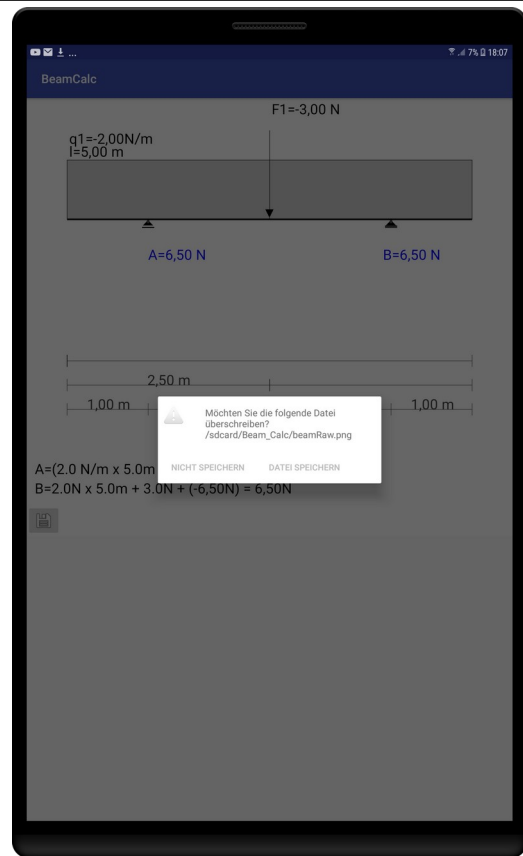 ... 7% 18:07
BeamCalc
F1=-3,00 N
q1=-2,00N/m
l=5,00 m
A=6,50 N B=6,50 N
2,50 m
1,00 m 1,00 m
Möchten Sie die folgende Datei
überschreiben?
/sdcard/Beam_Calc/beamRaw.png
NICHT SPEICHERN DATEI SPEICHERN
A=(2.0 N/m x 5.0m
B=2.0N x 5.0m + 3.0N + (-6,50N) = 6,50N